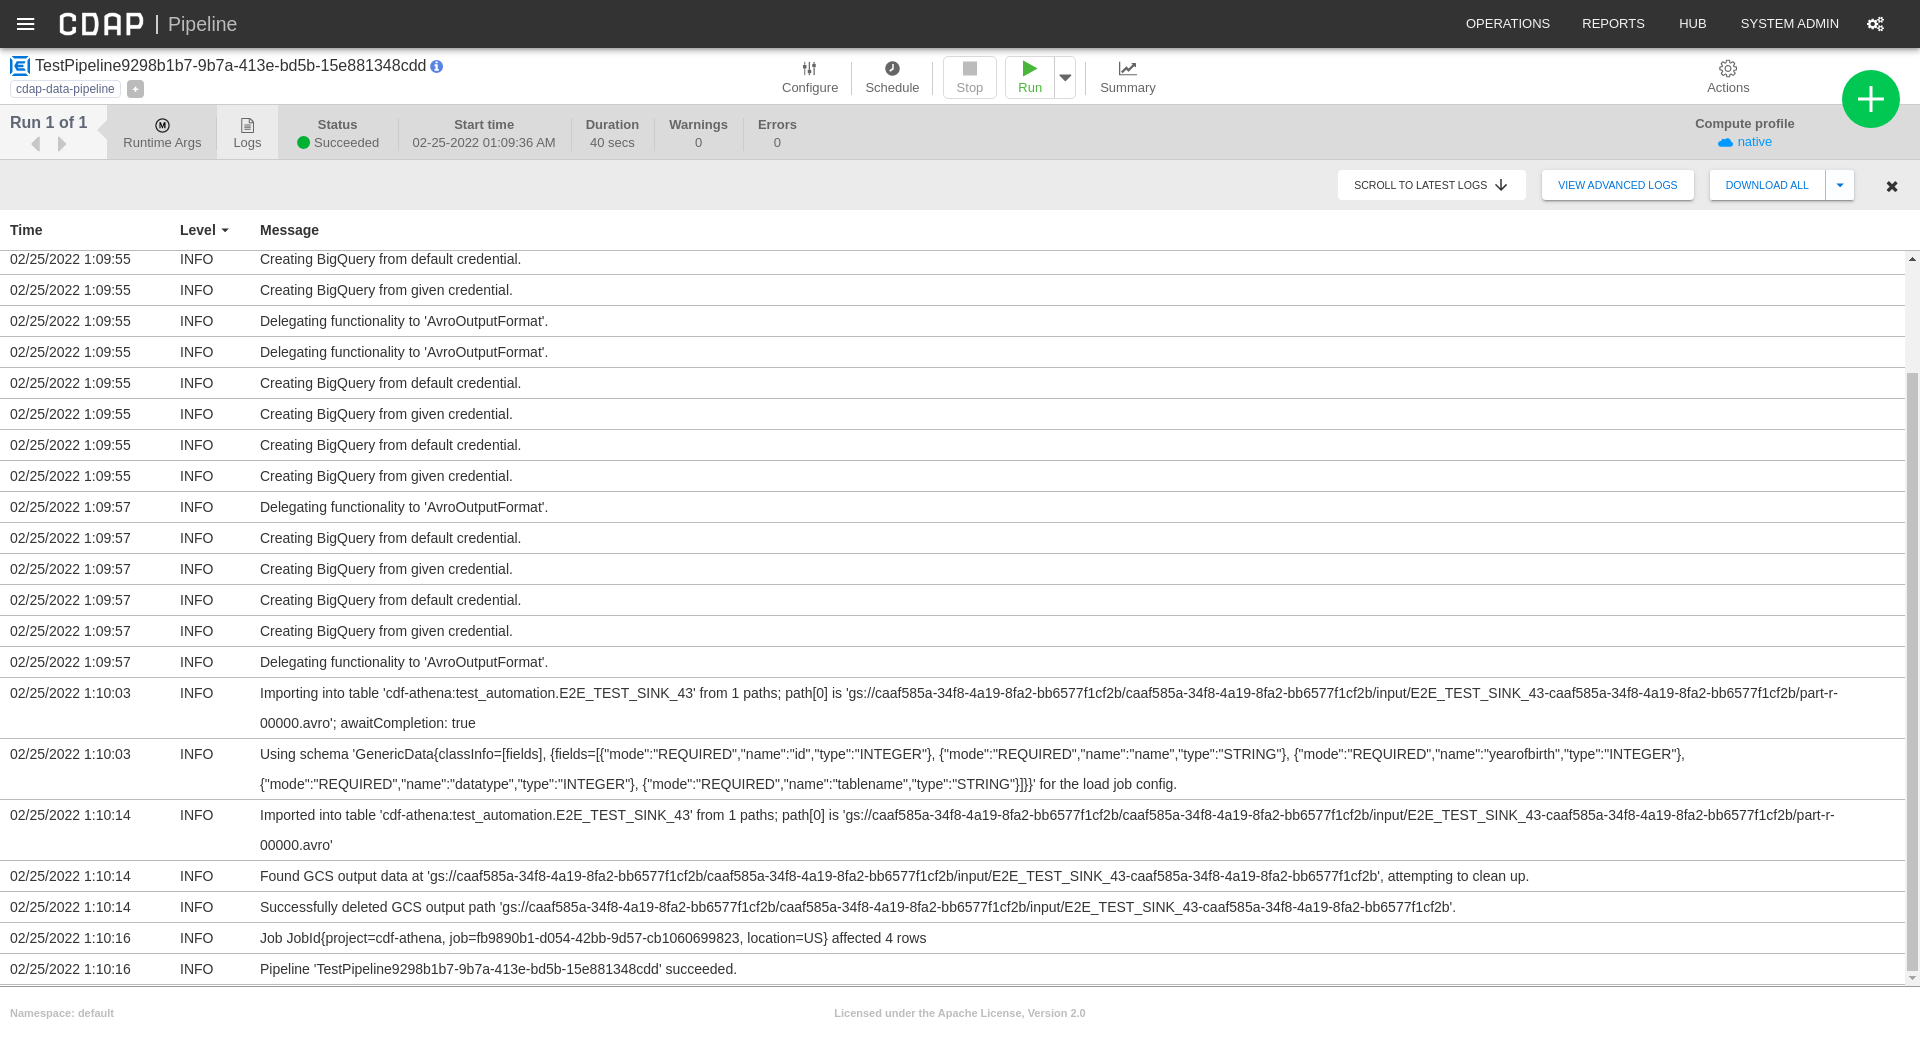 CDAP | Pipeline
OPERATIONS REPORTS HUB SYSTEM ADMIN
TestPipeline9298b1b7-9b7a-413e-bd5b-15e881348cdd
cdap-data-pipeline +
Configure Schedule Stop Run Summary Actions
Run 1 of 1
Runtime Args Logs
Status Start time Duration Warnings Errors Compute profile
Succeeded 02-25-2022 01:09:36 AM 40 secs 0 0 native
SCROLL TO LATEST LOGS VIEW ADVANCED LOGS DOWNLOAD ALL
Time Level Message
02/25/2022 1:09:55 INFO Creating BigQuery from default credential.
02/25/2022 1:09:55 INFO Creating BigQuery from given credential.
02/25/2022 1:09:55 INFO Delegating functionality to 'AvroOutputFormat'.
02/25/2022 1:09:55 INFO Delegating functionality to 'AvroOutputFormat'.
02/25/2022 1:09:55 INFO Creating BigQuery from default credential.
02/25/2022 1:09:55 INFO Creating BigQuery from given credential.
02/25/2022 1:09:55 INFO Creating BigQuery from default credential.
02/25/2022 1:09:55 INFO Creating BigQuery from given credential.
02/25/2022 1:09:57 INFO Delegating functionality to 'AvroOutputFormat'.
02/25/2022 1:09:57 INFO Creating BigQuery from default credential.
02/25/2022 1:09:57 INFO Creating BigQuery from given credential.
02/25/2022 1:09:57 INFO Creating BigQuery from default credential.
02/25/2022 1:09:57 INFO Creating BigQuery from given credential.
02/25/2022 1:09:57 INFO Delegating functionality to 'AvroOutputFormat'.
02/25/2022 1:10:03 INFO Importing into table 'cdf-athena:test_automation.E2E_TEST_SINK_43' from 1 paths; path[0] is 'gs://caaf585a-34f8-4a19-8fa2-bb6577f1cf2b/caaf585a-34f8-4a19-8fa2-bb6577f1cf2b/input/E2E_TEST_SINK_43-caaf585a-34f8-4a19-8fa2-bb6577f1cf2b/part-r-
00000.avro'; awaitCompletion: true
02/25/2022 1:10:03 INFO Using schema 'GenericData{classInfo=[fields], {fields=[{"mode":"REQUIRED","name":"id","type":"INTEGER"}, {"mode":"REQUIRED","name":"name","type":"STRING"}, {"mode":"REQUIRED","name":"yearofbirth","type":"INTEGER"},
{"mode":"REQUIRED","name":"datatype","type":"INTEGER"}, {"mode":"REQUIRED","name":"tablename","type":"STRING"}]}}' for the load job config.
02/25/2022 1:10:14 INFO Imported into table 'cdf-athena:test_automation.E2E_TEST_SINK_43' from 1 paths; path[0] is 'gs://caaf585a-34f8-4a19-8fa2-bb6577f1cf2b/caaf585a-34f8-4a19-8fa2-bb6577f1cf2b/input/E2E_TEST_SINK_43-caaf585a-34f8-4a19-8fa2-bb6577f1cf2b/part-r-
00000.avro'
02/25/2022 1:10:14 INFO Found GCS output data at 'gs://caaf585a-34f8-4a19-8fa2-bb6577f1cf2b/caaf585a-34f8-4a19-8fa2-bb6577f1cf2b/input/E2E_TEST_SINK_43-caaf585a-34f8-4a19-8fa2-bb6577f1cf2b', attempting to clean up.
02/25/2022 1:10:14 INFO Successfully deleted GCS output path 'gs://caaf585a-34f8-4a19-8fa2-bb6577f1cf2b/caaf585a-34f8-4a19-8fa2-bb6577f1cf2b/input/E2E_TEST_SINK_43-caaf585a-34f8-4a19-8fa2-bb6577f1cf2b'.
02/25/2022 1:10:16 INFO Job JobId{project=cdf-athena, job=fb9890b1-d054-42bb-9d57-cb1060699823, location=US} affected 4 rows
02/25/2022 1:10:16 INFO Pipeline 'TestPipeline9298b1b7-9b7a-413e-bd5b-15e881348cdd' succeeded.
Namespace: default Licensed under the Apache License, Version 2.0